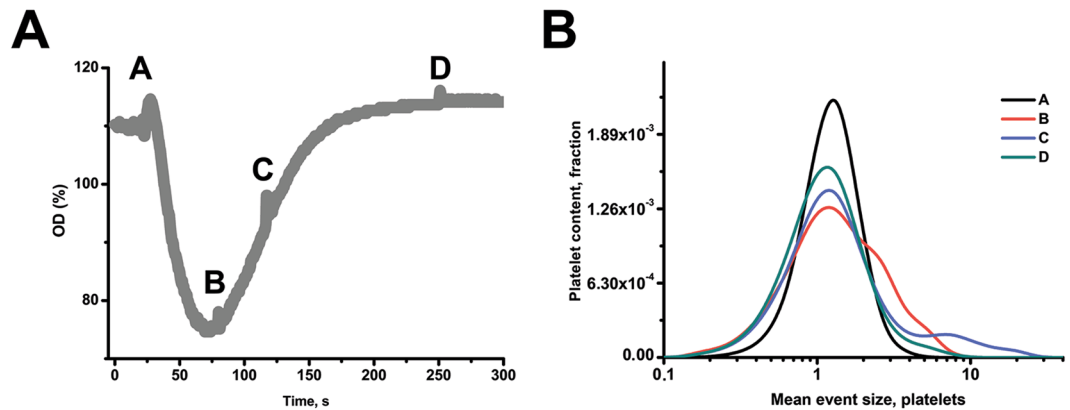 A
B
120
100
80
OD (%)
0
50
100
150
200
250
300
Time, s
A
B
C
D
1.89x10⁻³
1.26x10⁻³
6.30x10⁻⁴
0.00
Platelet content, fraction
0.1
1
10
Mean event size, platelets
A
B
C
D